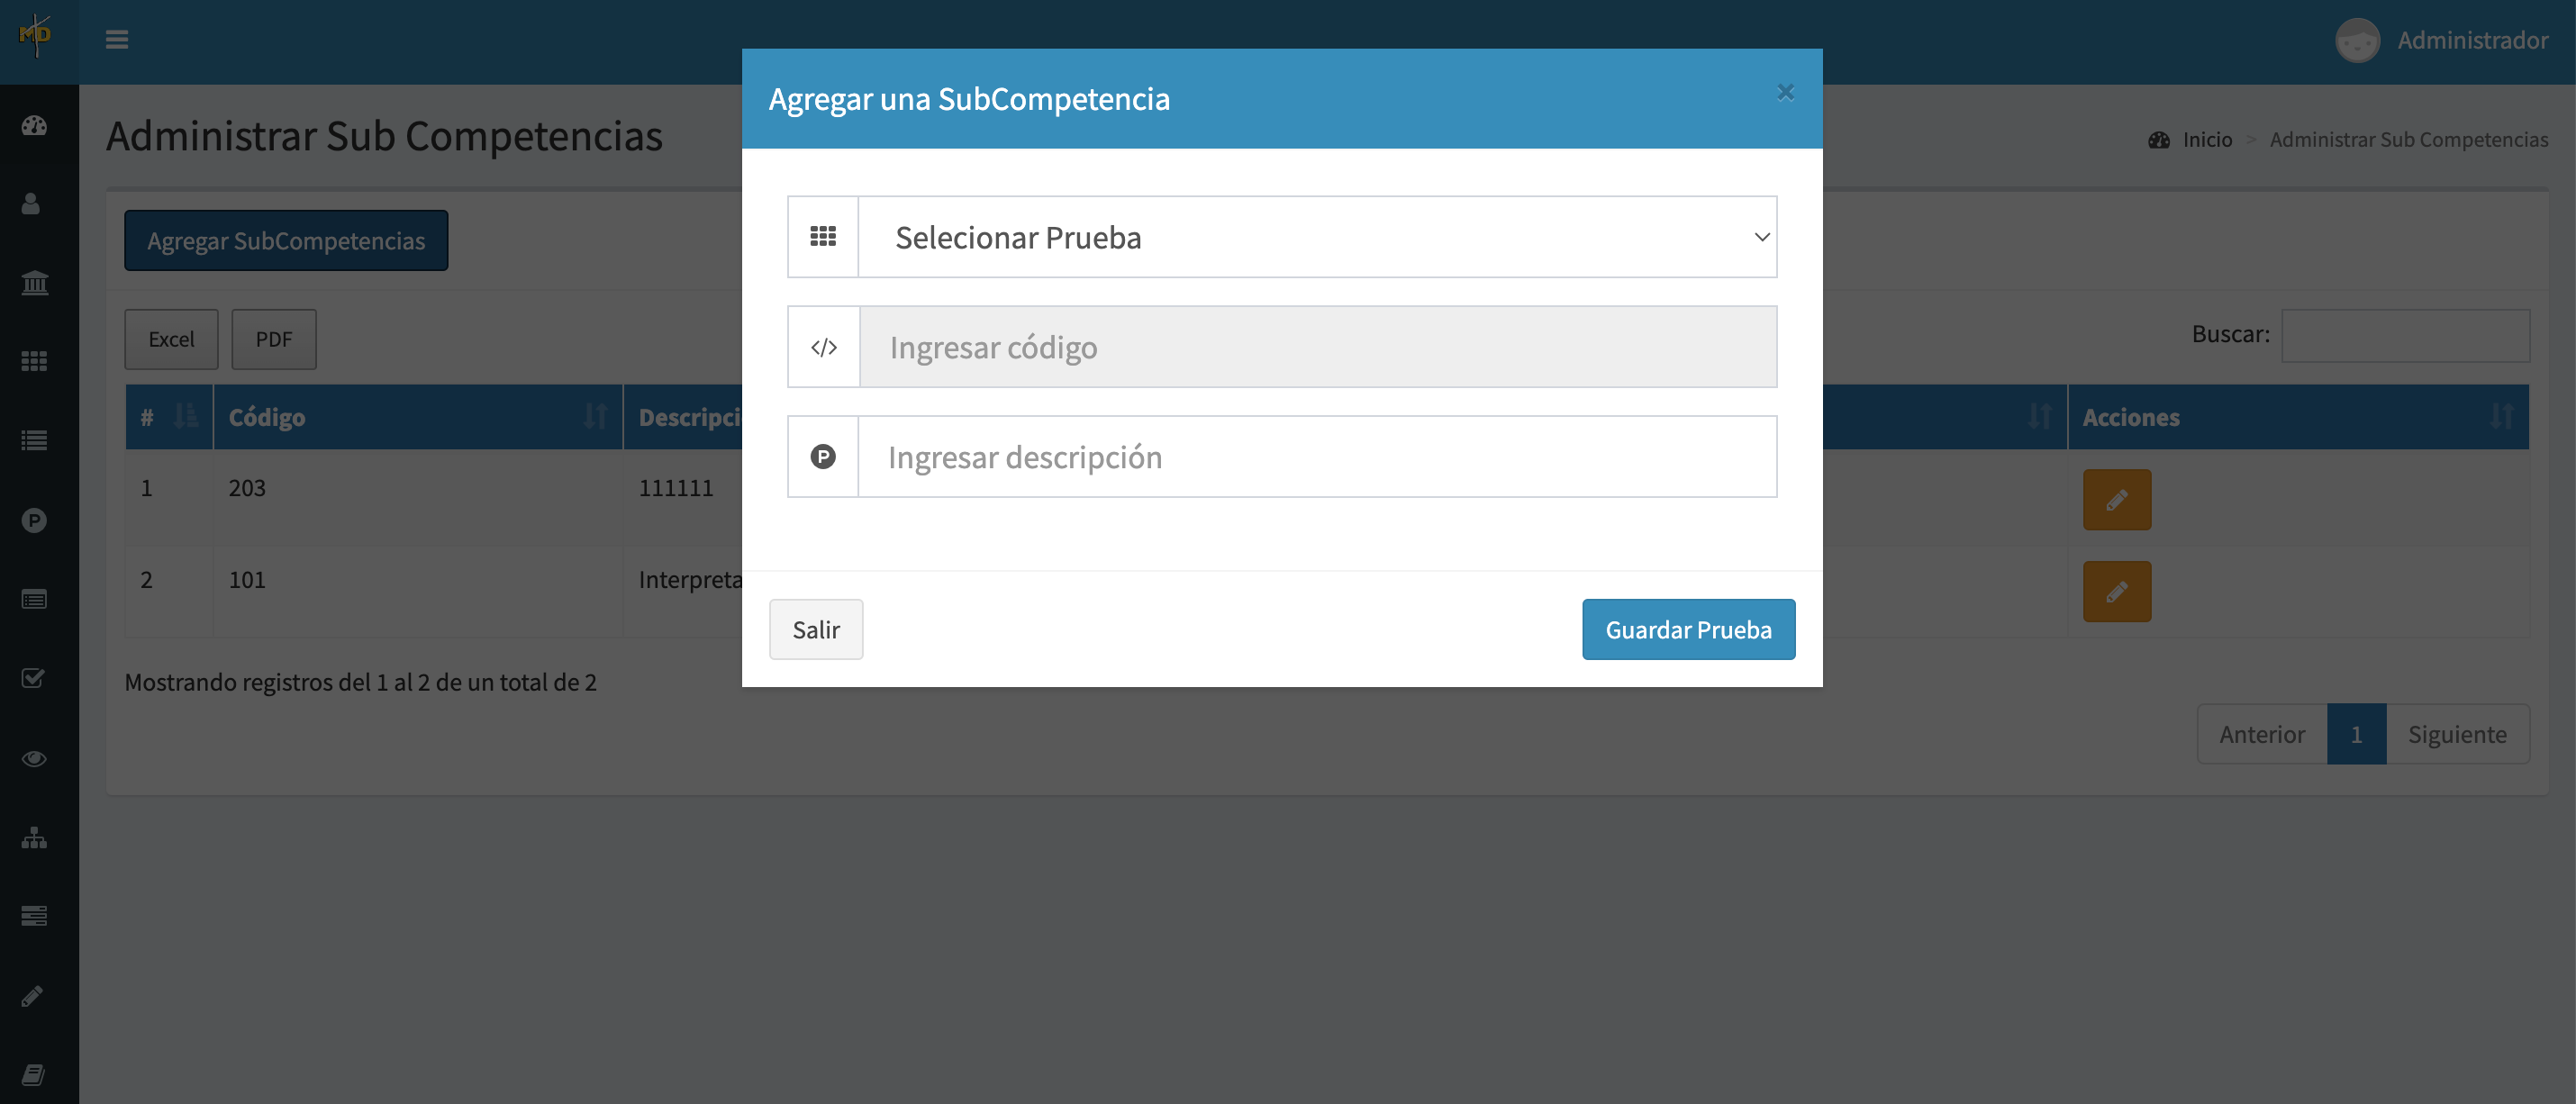 MD
Administrador
Agregar una SubCompetencia
×
Administrar Sub Competencias
Inicio > Administrar Sub Competencias
Agregar SubCompetencias
Selecionar Prueba
Ingresar código
Ingresar descripción
Salir
Guardar Prueba
Excel
PDF
Buscar:
# Código Descripci Acciones
1 203 111111
2 101 Interpreta
Mostrando registros del 1 al 2 de un total de 2
Anterior 1 Siguiente